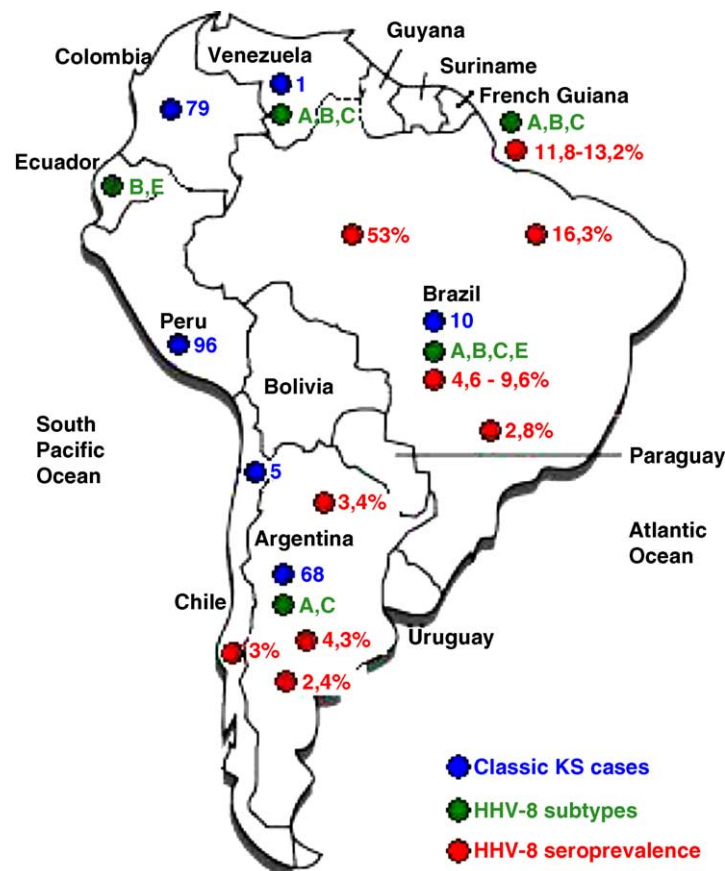 Guyana
Colombia
Venezuela
Suriname
1
French Guiana
79
A,B,C
A,B,C
11,8-13,2%
Ecuador
B,E
53%
16,3%
Brazil
10
Peru
96
A,B,C,E
4,6 - 9,6%
Bolivia
South
Pacific
Ocean
2,8%
Paraguay
5
3,4%
Argentina
Atlantic
Ocean
68
Chile
A,C
Uruguay
4,3%
3%
2,4%
Classic KS cases
HHV-8 subtypes
HHV-8 seroprevalence